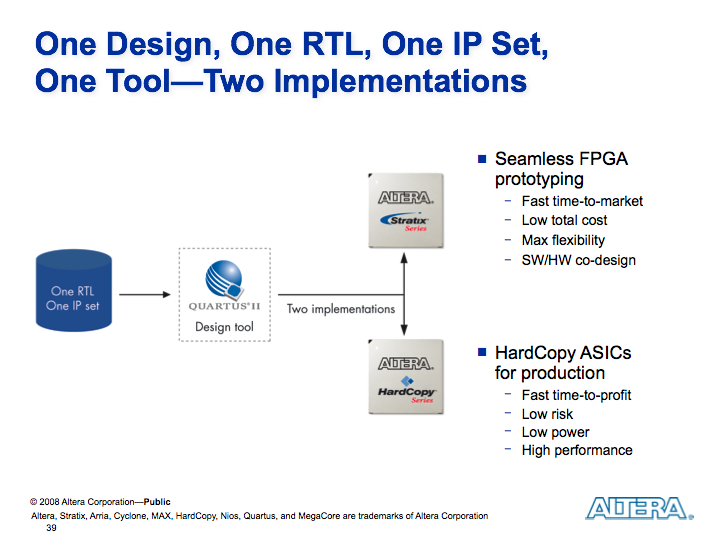 One Design, One RTL, One IP Set,
One Tool—Two Implementations
One RTL
One IP set
QUARTUS® II
Design tool
Two implementations
ALTERA®
Stratix®
Series
ALTERA®
HardCopy®
Series
■ Seamless FPGA
prototyping
− Fast time-to-market
− Low total cost
− Max flexibility
− SW/HW co-design
■ HardCopy ASICs
for production
− Fast time-to-profit
− Low risk
− Low power
− High performance
© 2008 Altera Corporation—Public
Altera, Stratix, Arria, Cyclone, MAX, HardCopy, Nios, Quartus, and MegaCore are trademarks of Altera Corporation
39
ALTERA®